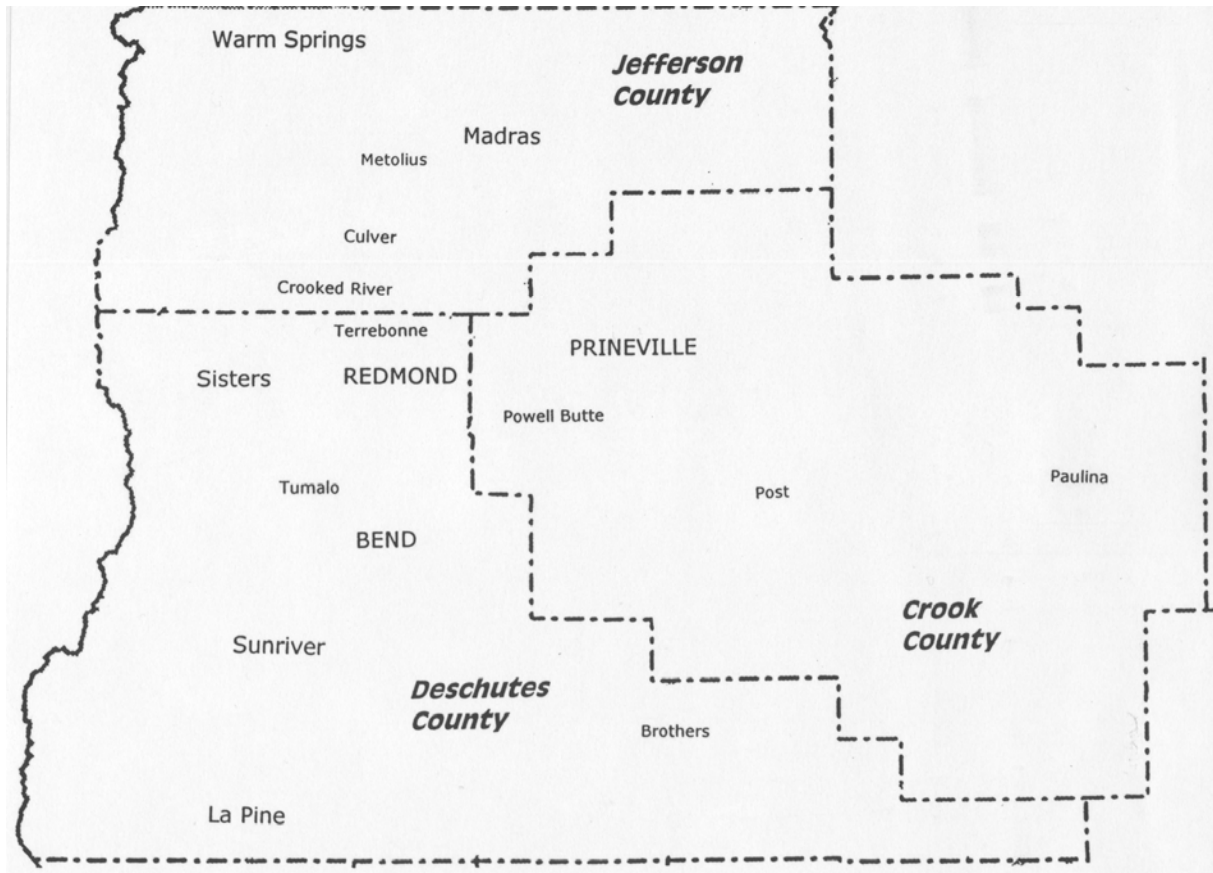 Warm Springs
Jefferson
County
Madras
Metolius
Culver
Crooked River
Terrebonne
PRINEVILLE
Sisters
REDMOND
Powell Butte
Tumalo
Post
Paulina
BEND
Crook
County
Sunriver
Deschutes
County
Brothers
La Pine